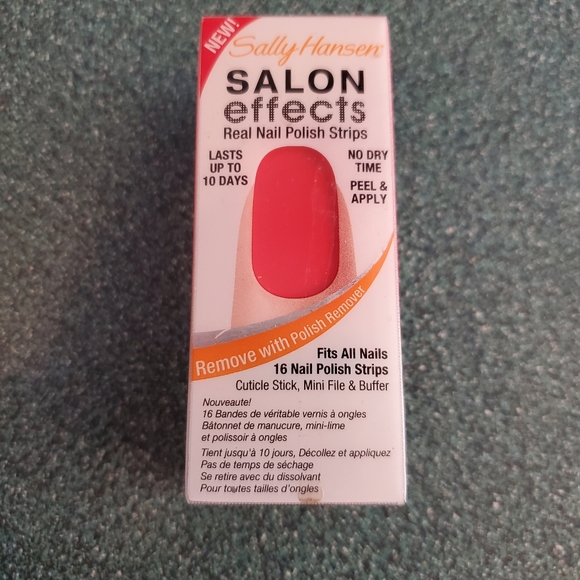 NEW!
Sally Hansen®
SALON
effects
Real Nail Polish Strips
LASTS
UP TO
10 DAYS
NO DRY
TIME
PEEL &
APPLY
Remove with Polish Remover
Fits All Nails
16 Nail Polish Strips
Cuticle Stick, Mini File & Buffer
Nouveaute!
16 Bandes de véritable vernis à ongles
Bâtonnet de manucure, mini-lime
et polissoir à ongles
Tient jusqu'à 10 jours, Décollez et appliquez
Pas de temps de séchage
Se retire avec du dissolvant
Pour toutes tailles d'ongles